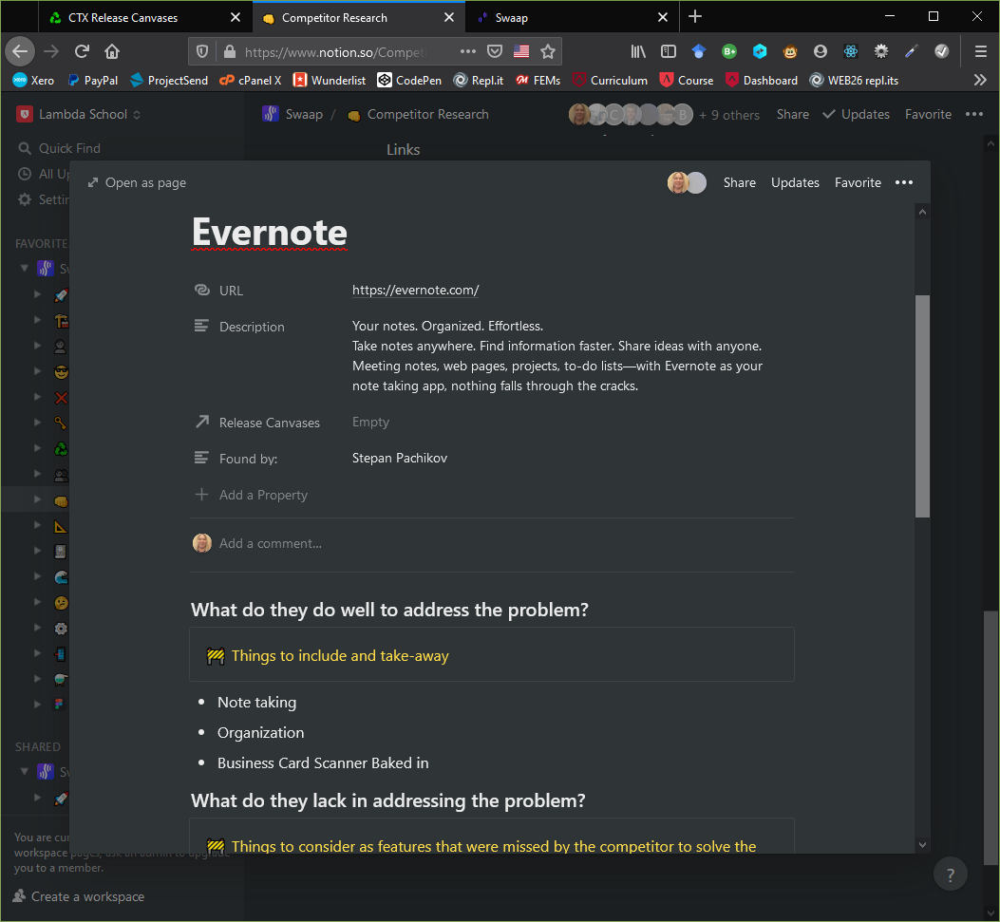 CTX Release Canvases
Competitor Research
Swaap
https://www.notion.so/Compet
Xero
PayPal
ProjectSend
cPanel X
Wunderlist
CodePen
Repl.it
FEMs
Curriculum
Course
Dashboard
WEB26 repl.its
Lambda School
Swaap / Competitor Research
C
B
+ 9 others
Share
Updates
Favorite
Quick Find
Links
All Up
Settin
Open as page
Share
Updates
Favorite
FAVORITE
Sw
Evernote
URL
https://evernote.com/
Description
Your notes. Organized. Effortless.
Take notes anywhere. Find information faster. Share ideas with anyone.
Meeting notes, web pages, projects, to-do lists—with Evernote as your
note taking app, nothing falls through the cracks.
Release Canvases
Empty
Found by:
Stepan Pachikov
Add a Property
Add a comment...
What do they do well to address the problem?
🚧 Things to include and take-away
• Note taking
• Organization
• Business Card Scanner Baked in
What do they lack in addressing the problem?
🚧 Things to consider as features that were missed by the competitor to solve the
SHARED
Sw
You are cur
workspace pages, ask an admin to upgrade
you to a member.
Create a workspace
?